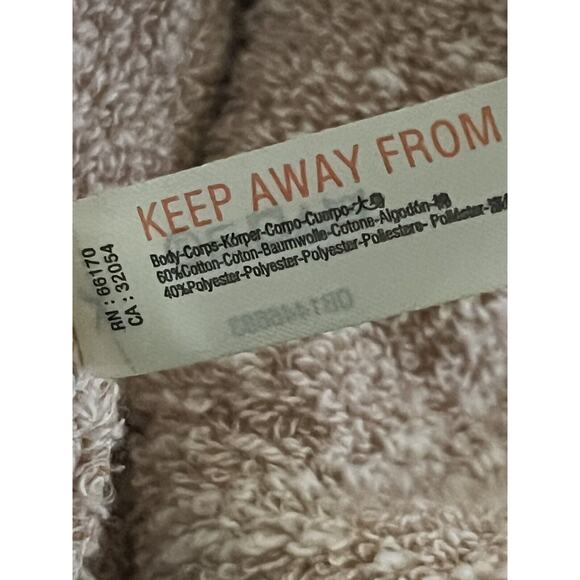 KEEP AWAY FROM
Body-Corps-Körper-Corpo-Cuerpo-大身
60%Cotton-Coton-Baumwolle-Cotone-Algodón-棉
40%Polyester-Polyester-Polyester-Poliestere- Poliéster-
RN : 66170
CA : 32054